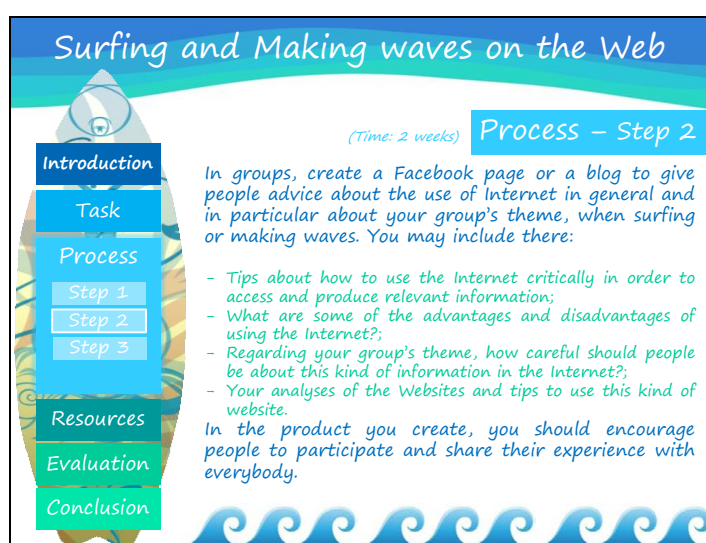 Surfing and Making waves on the Web
(Time: 2 weeks)
Process – Step 2
Introduction
Task
Process
Step 1
Step 2
Step 3
Resources
Evaluation
Conclusion
In groups, create a Facebook page or a blog to give
people advice about the use of Internet in general and
in particular about your group's theme, when surfing
or making waves. You may include there:
- Tips about how to use the Internet critically in order to
access and produce relevant information;
- What are some of the advantages and disadvantages of
using the Internet?;
- Regarding your group's theme, how careful should people
be about this kind of information in the Internet?;
- Your analyses of the Websites and tips to use this kind of
website.
In the product you create, you should encourage
people to participate and share their experience with
everybody.